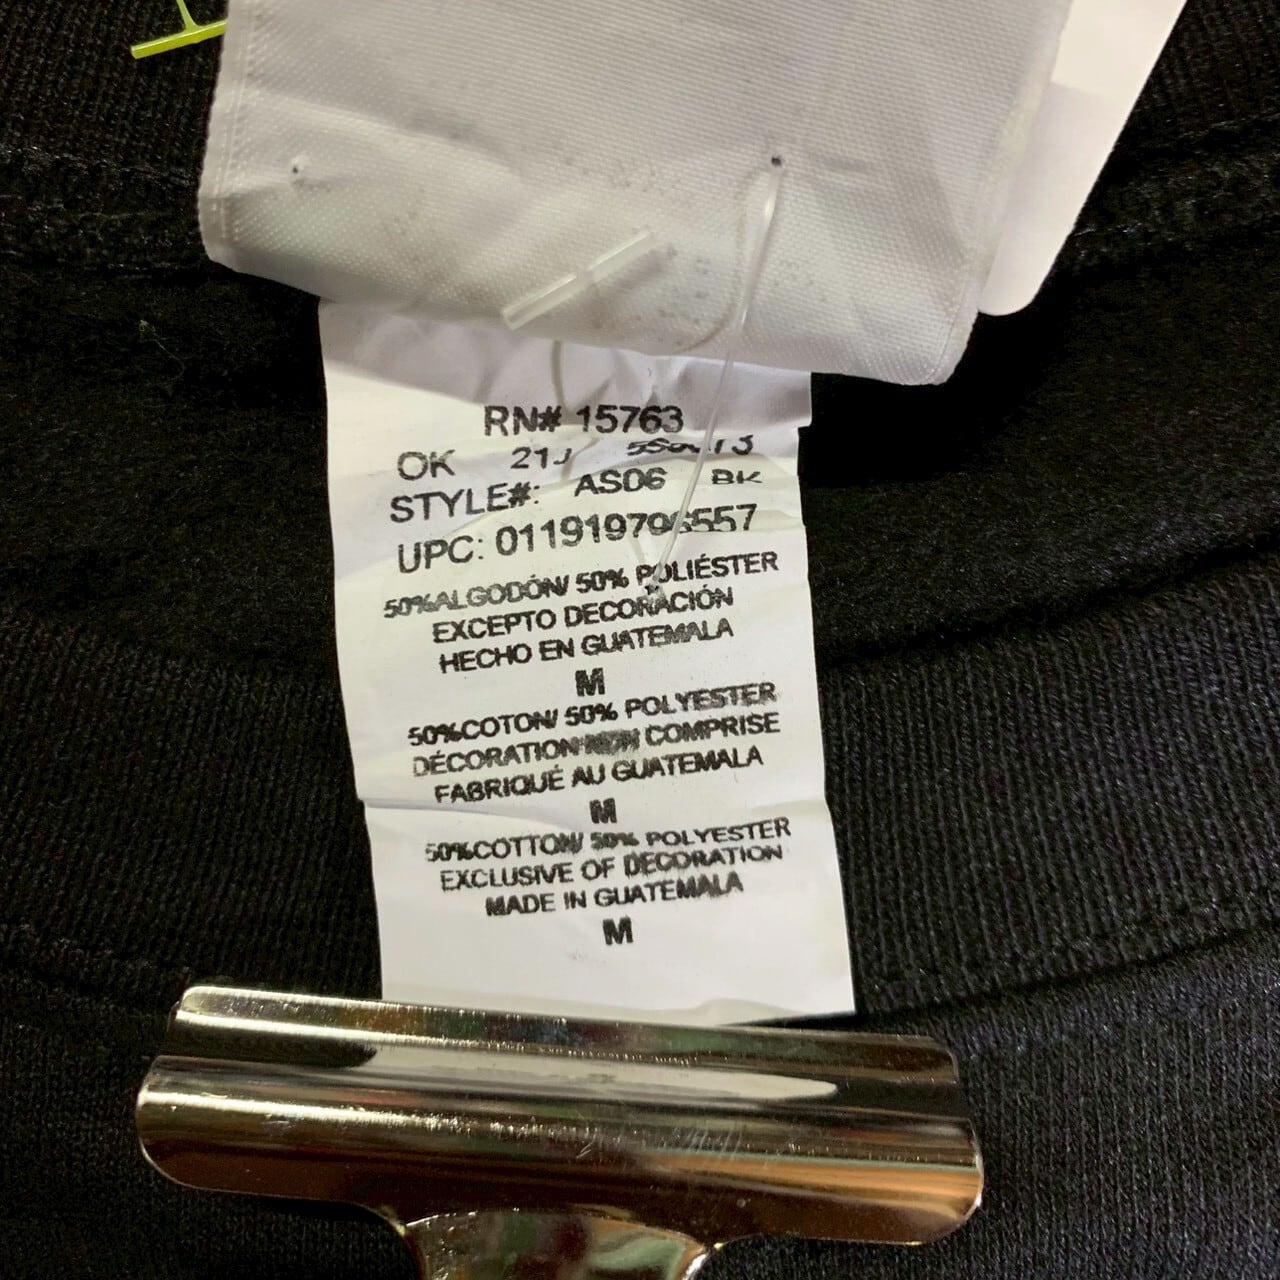 RN# 15763
OK 21J
STYLE#: AS06 BK
UPC: 011919796557
50%ALGODÓN/ 50% POLIÉSTER
EXCEPTO DECORACIÓN
HECHO EN GUATEMALA
M
50%COTON/ 50% POLYESTER
DÉCORATION NON COMPRISE
FABRIQUÉ AU GUATEMALA
M
50%COTTON/ 50% POLYESTER
EXCLUSIVE OF DECORATION
MADE IN GUATEMALA
M